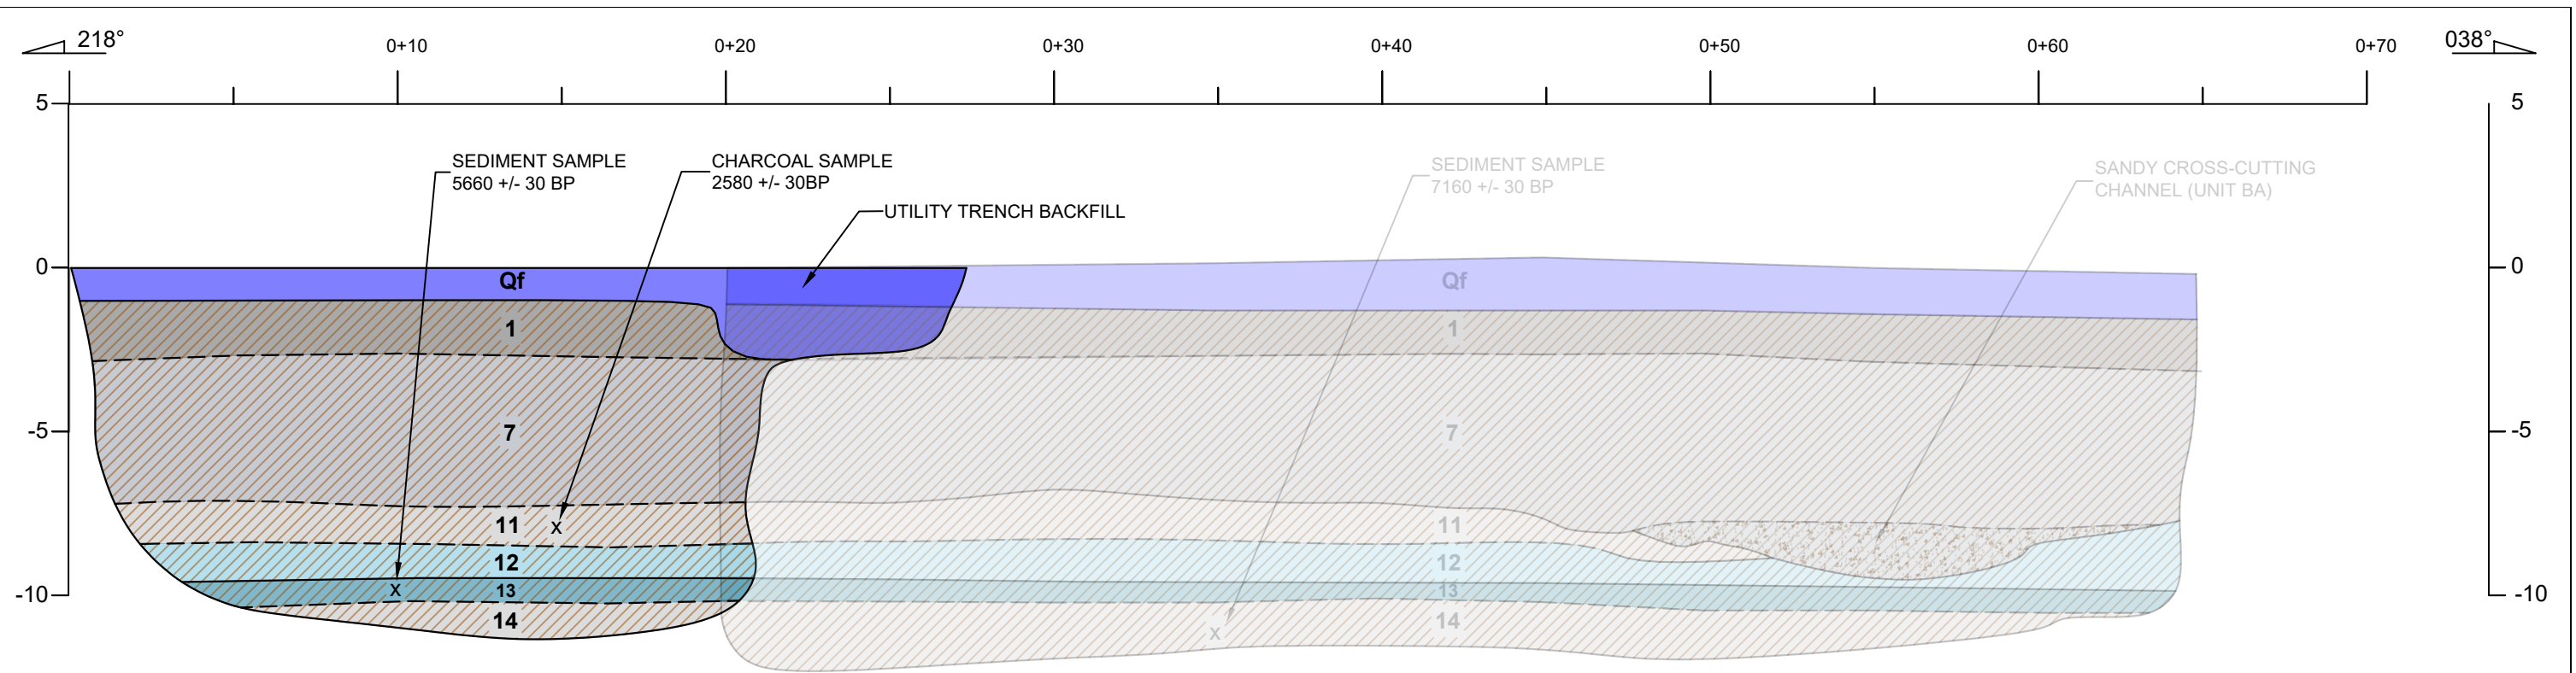 218°
0+10
0+20
0+30
0+40
0+50
0+60
0+70
038°
5
5
SEDIMENT SAMPLE
5660 +/- 30 BP
CHARCOAL SAMPLE
2580 +/- 30BP
UTILITY TRENCH BACKFILL
SEDIMENT SAMPLE
7160 +/- 30 BP
SANDY CROSS-CUTTING
CHANNEL (UNIT BA)
0
Qf
Qf
0
1
1
-5
7
7
-5
11
X
11
12
12
-10
X
13
13
-10
14
14
X